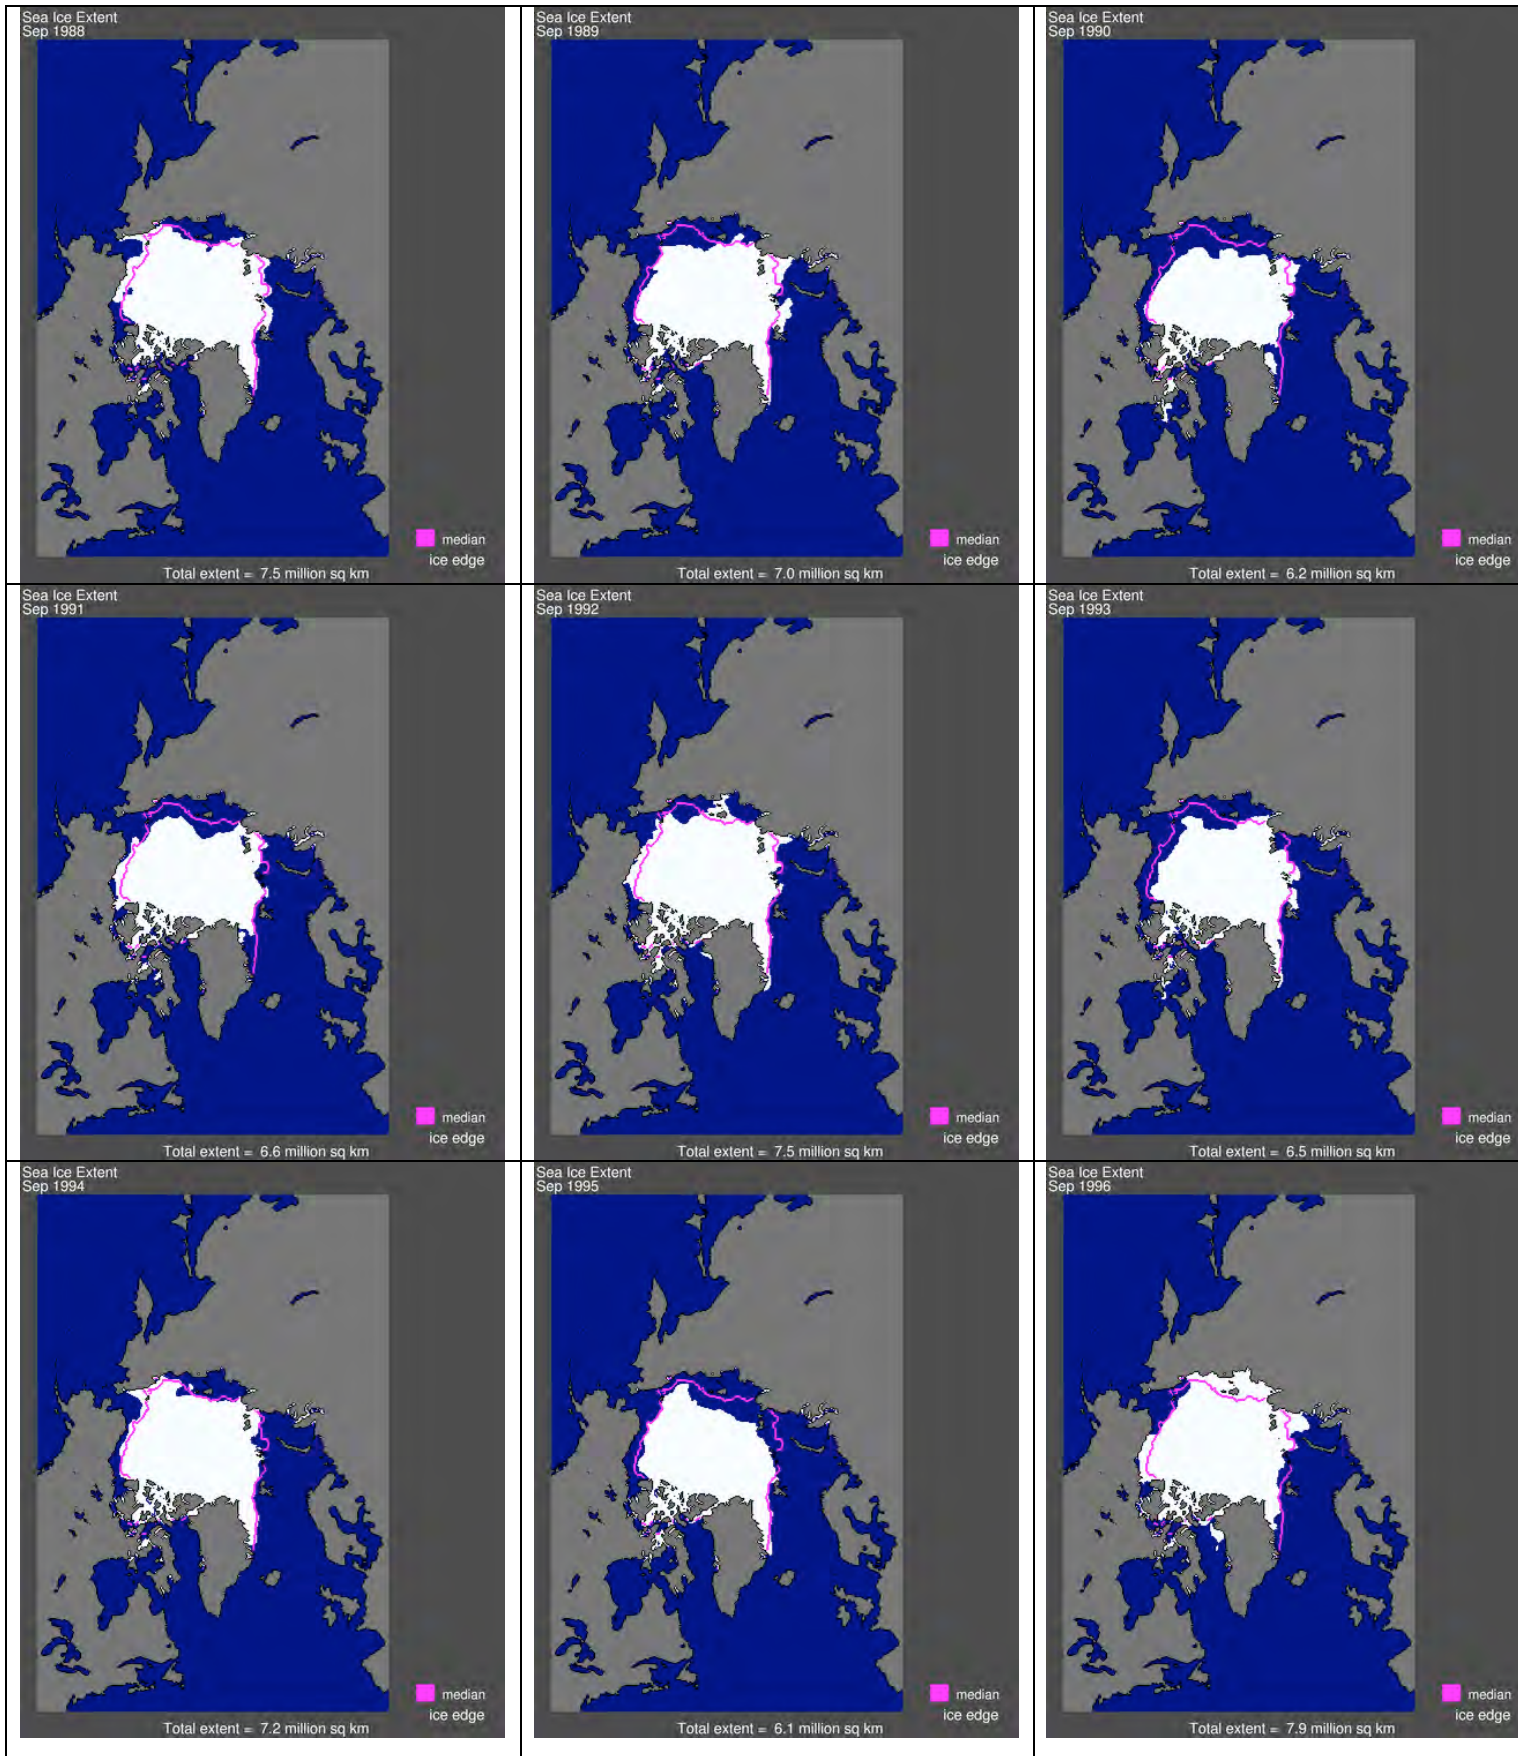 Sea Ice Extent
Sep 1988
median
ice edge
Total extent = 7.5 million sq km
Sea Ice Extent
Sep 1989
median
ice edge
Total extent = 7.0 million sq km
Sea Ice Extent
Sep 1990
median
ice edge
Total extent = 6.2 million sq km
Sea Ice Extent
Sep 1991
median
ice edge
Total extent = 6.6 million sq km
Sea Ice Extent
Sep 1992
median
ice edge
Total extent = 7.5 million sq km
Sea Ice Extent
Sep 1993
median
ice edge
Total extent = 6.5 million sq km
Sea Ice Extent
Sep 1994
median
ice edge
Total extent = 7.2 million sq km
Sea Ice Extent
Sep 1995
median
ice edge
Total extent = 6.1 million sq km
Sea Ice Extent
Sep 1996
median
ice edge
Total extent = 7.9 million sq km